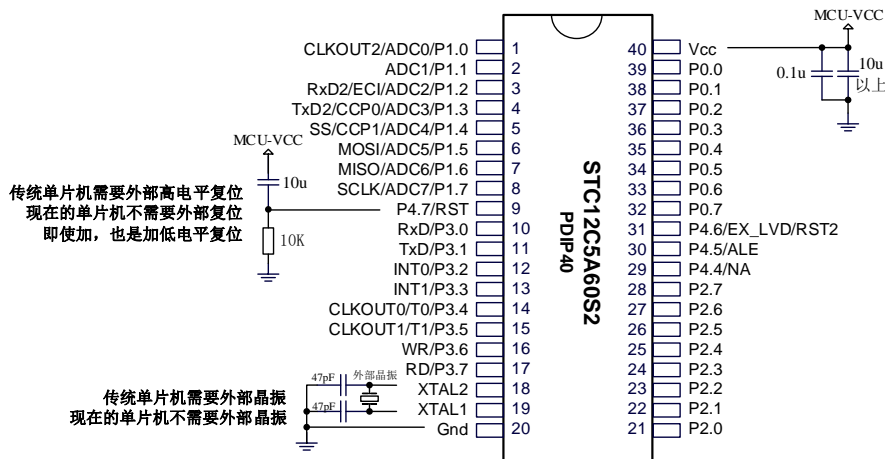 MCU-VCC
CLKOUT2/ADC0/P1.0 1 40 Vcc
ADC1/P1.1 2 39 P0.0
0.1u 10u
以上
RxD2/ECI/ADC2/P1.2 3 38 P0.1
TxD2/CCP0/ADC3/P1.3 4 37 P0.2
SS/CCP1/ADC4/P1.4 5 36 P0.3
MCU-VCC
MOSI/ADC5/P1.5 6 35 P0.4
MISO/ADC6/P1.6 7 34 P0.5
10u
SCLK/ADC7/P1.7 8 33 P0.6
传统单片机需要外部高电平复位
现在的单片机不需要外部复位
即使加，也是加低电平复位
10K
P4.7/RST 9 32 P0.7
RxD/P3.0 10 31 P4.6/EX_LVD/RST2
TxD/P3.1 11 30 P4.5/ALE
INT0/P3.2 12 29 P4.4/NA
INT1/P3.3 13 28 P2.7
CLKOUT0/T0/P3.4 14 27 P2.6
CLKOUT1/T1/P3.5 15 26 P2.5
WR/P3.6 16 25 P2.4
RD/P3.7 17 24 P2.3
XTAL2 18 23 P2.2
XTAL1 19 22 P2.1
Gnd 20 21 P2.0
STC12C5A60S2
PDIP40
47pF 外部晶振
47pF
传统单片机需要外部晶振
现在的单片机不需要外部晶振